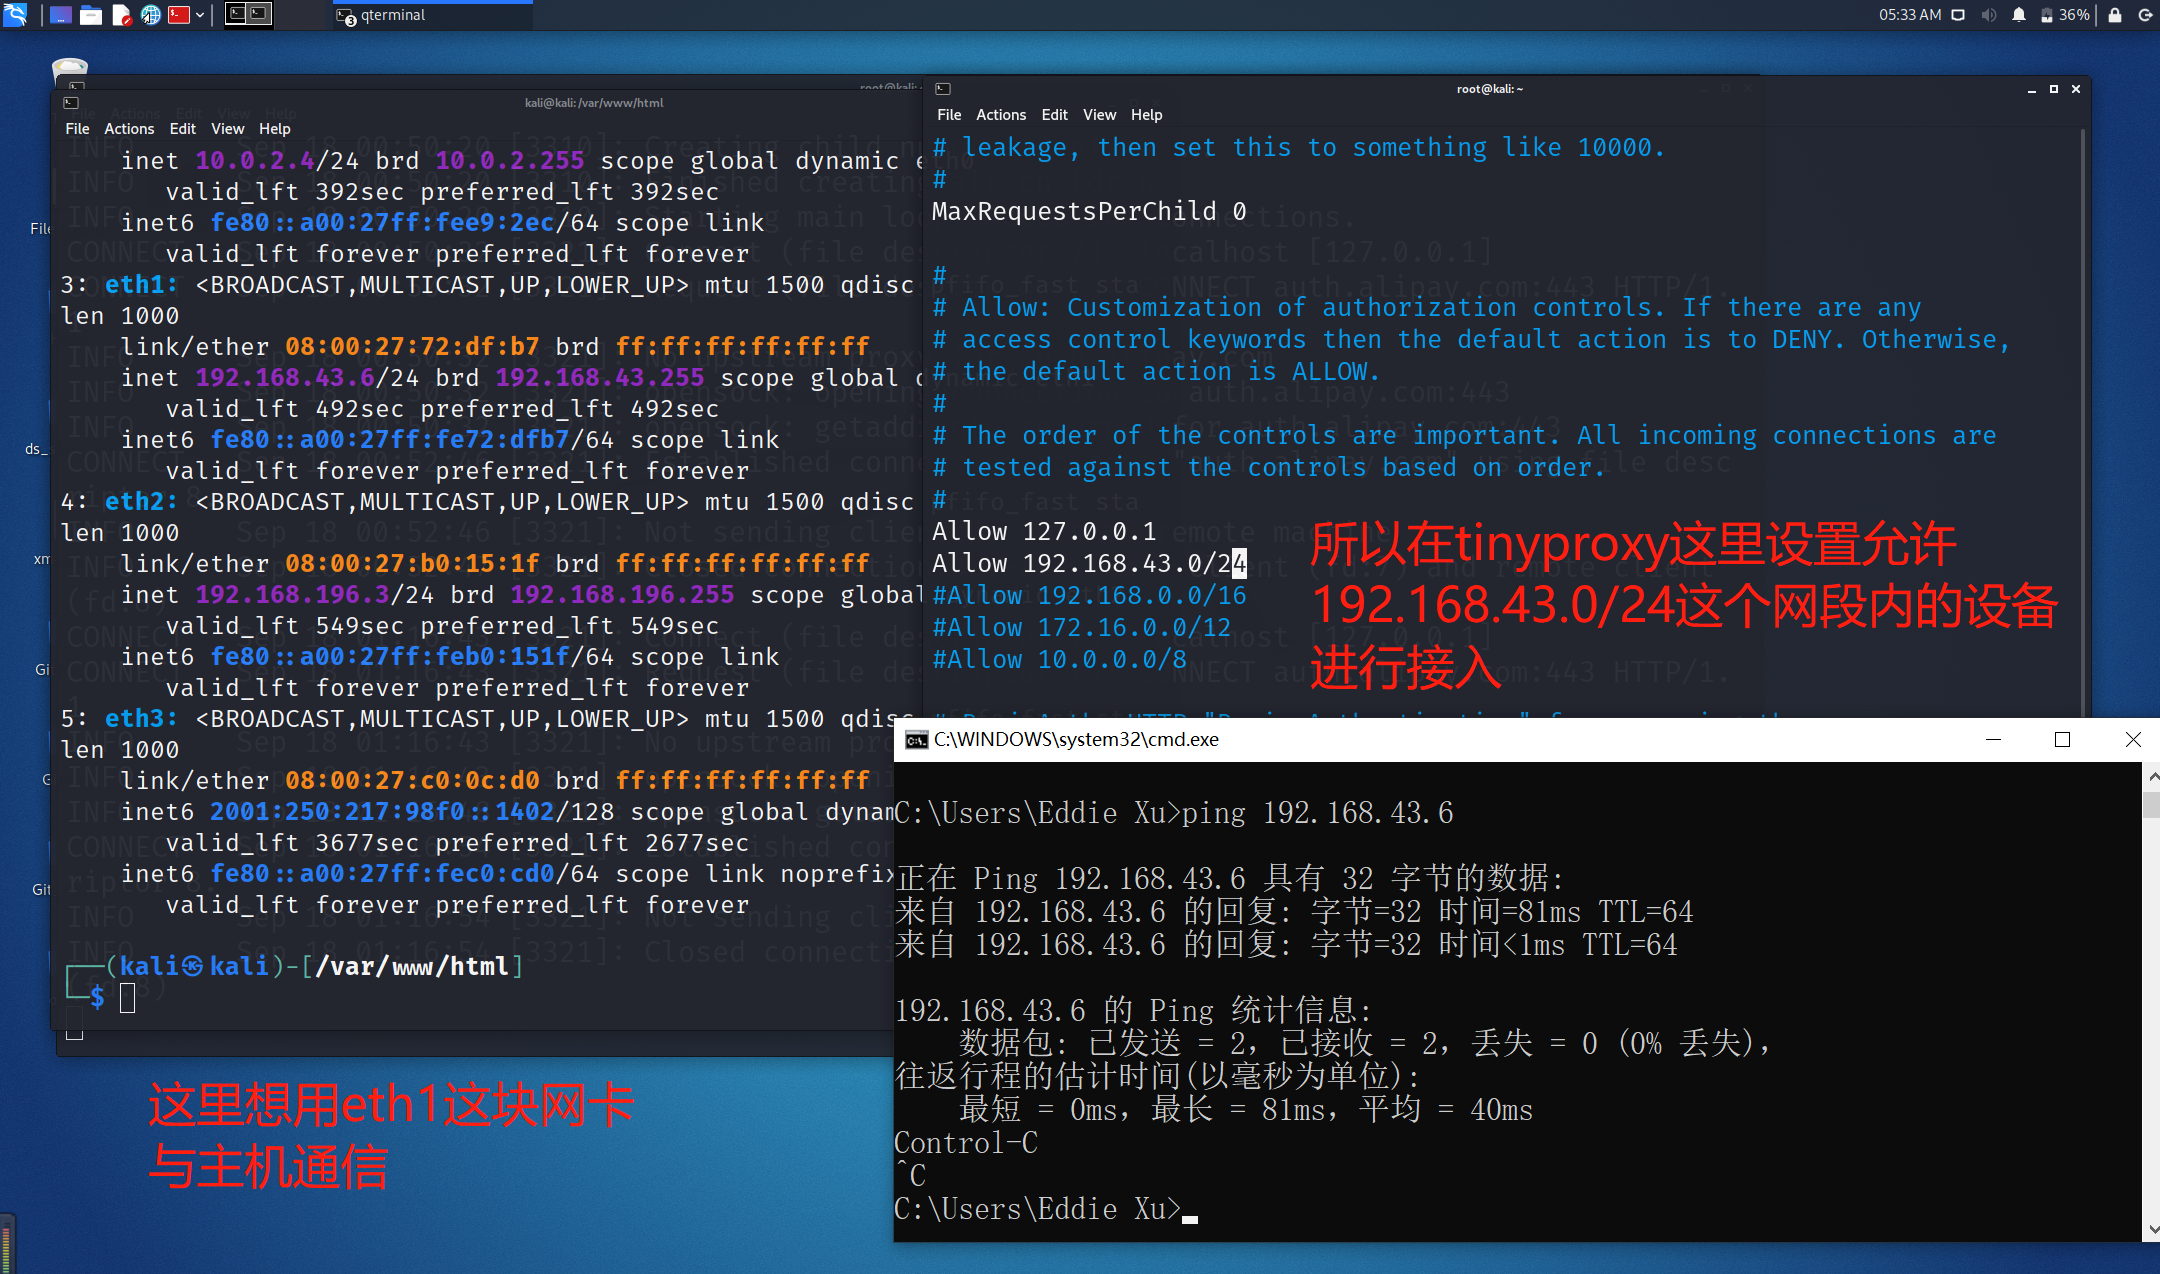 qterminal
05:33 AM
36%
File
ds_
xm
Gi
G
Git
kali@kali: /var/www/html
File Actions Edit View Help
inet 10.0.2.4/24 brd 10.0.2.255 scope global dynamic e
valid_lft 392sec preferred_lft 392sec
inet6 fe80::a00:27ff:fee9:2ec/64 scope link
valid_lft forever preferred_lft forever
3: eth1: <BROADCAST,MULTICAST,UP,LOWER_UP> mtu 1500 qdisc
len 1000
link/ether 08:00:27:72:df:b7 brd ff:ff:ff:ff:ff:ff
inet 192.168.43.6/24 brd 192.168.43.255 scope global d
valid_lft 492sec preferred_lft 492sec
inet6 fe80::a00:27ff:fe72:dfb7/64 scope link
valid_lft forever preferred_lft forever
4: eth2: <BROADCAST,MULTICAST,UP,LOWER_UP> mtu 1500 qdisc
len 1000
link/ether 08:00:27:b0:15:1f brd ff:ff:ff:ff:ff:ff
inet 192.168.196.3/24 brd 192.168.196.255 scope global
valid_lft 549sec preferred_lft 549sec
inet6 fe80::a00:27ff:feb0:151f/64 scope link
valid_lft forever preferred_lft forever
5: eth3: <BROADCAST,MULTICAST,UP,LOWER_UP> mtu 1500 qdisc
len 1000
link/ether 08:00:27:c0:0c:d0 brd ff:ff:ff:ff:ff:ff
inet6 2001:250:217:98f0::1402/128 scope global dynam
valid_lft 3677sec preferred_lft 2677sec
inet6 fe80::a00:27ff:fec0:cd0/64 scope link noprefix
valid_lft forever preferred_lft forever
┌──(kali㉿kali)-[/var/www/html]
└─$
root@kali: ~
File Actions Edit View Help
# leakage, then set this to something like 10000.
#
MaxRequestsPerChild 0
#
# Allow: Customization of authorization controls. If there are any
# access control keywords then the default action is to DENY. Otherwise,
# the default action is ALLOW.
#
# The order of the controls are important. All incoming connections are
# tested against the controls based on order.
#
Allow 127.0.0.1
Allow 192.168.43.0/24
#Allow 192.168.0.0/16
#Allow 172.16.0.0/12
#Allow 10.0.0.0/8
所以在tinyproxy这里设置允许
192.168.43.0/24这个网段内的设备
进行接入
C:\WINDOWS\system32\cmd.exe
C:\Users\Eddie Xu>ping 192.168.43.6
正在 Ping 192.168.43.6 具有 32 字节的数据:
来自 192.168.43.6 的回复: 字节=32 时间=81ms TTL=64
来自 192.168.43.6 的回复: 字节=32 时间<1ms TTL=64
192.168.43.6 的 Ping 统计信息:
数据包: 已发送 = 2，已接收 = 2，丢失 = 0 (0% 丢失)，
往返行程的估计时间(以毫秒为单位):
最短 = 0ms，最长 = 81ms，平均 = 40ms
Control-C
^C
C:\Users\Eddie Xu>
这里想用eth1这块网卡
与主机通信